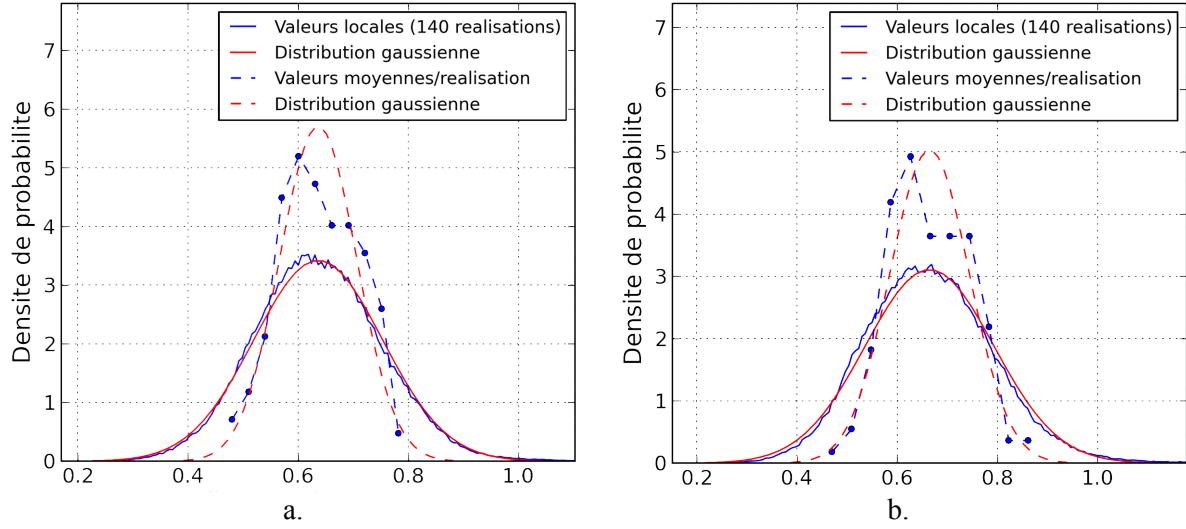 Valeurs locales (140 realisations)
Distribution gaussienne
Valeurs moyennes/realisation
Distribution gaussienne
Densite de probabilite
7
6
5
4
3
2
1
0
0.2
0.4
0.6
0.8
1.0
a.
Valeurs locales (140 realisations)
Distribution gaussienne
Valeurs moyennes/realisation
Distribution gaussienne
Densite de probabilite
7
6
5
4
3
2
1
0
0.2
0.4
0.6
0.8
1.0
b.